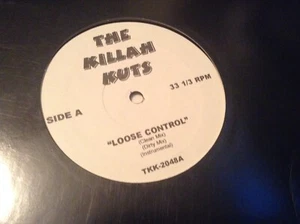 THE
KILLAH
KUTS
SIDE A
33 1/3 RPM
"LOOSE CONTROL"
(Clean Mix)
(Dirty Mix)
(Instrumental)
TKK-2048A